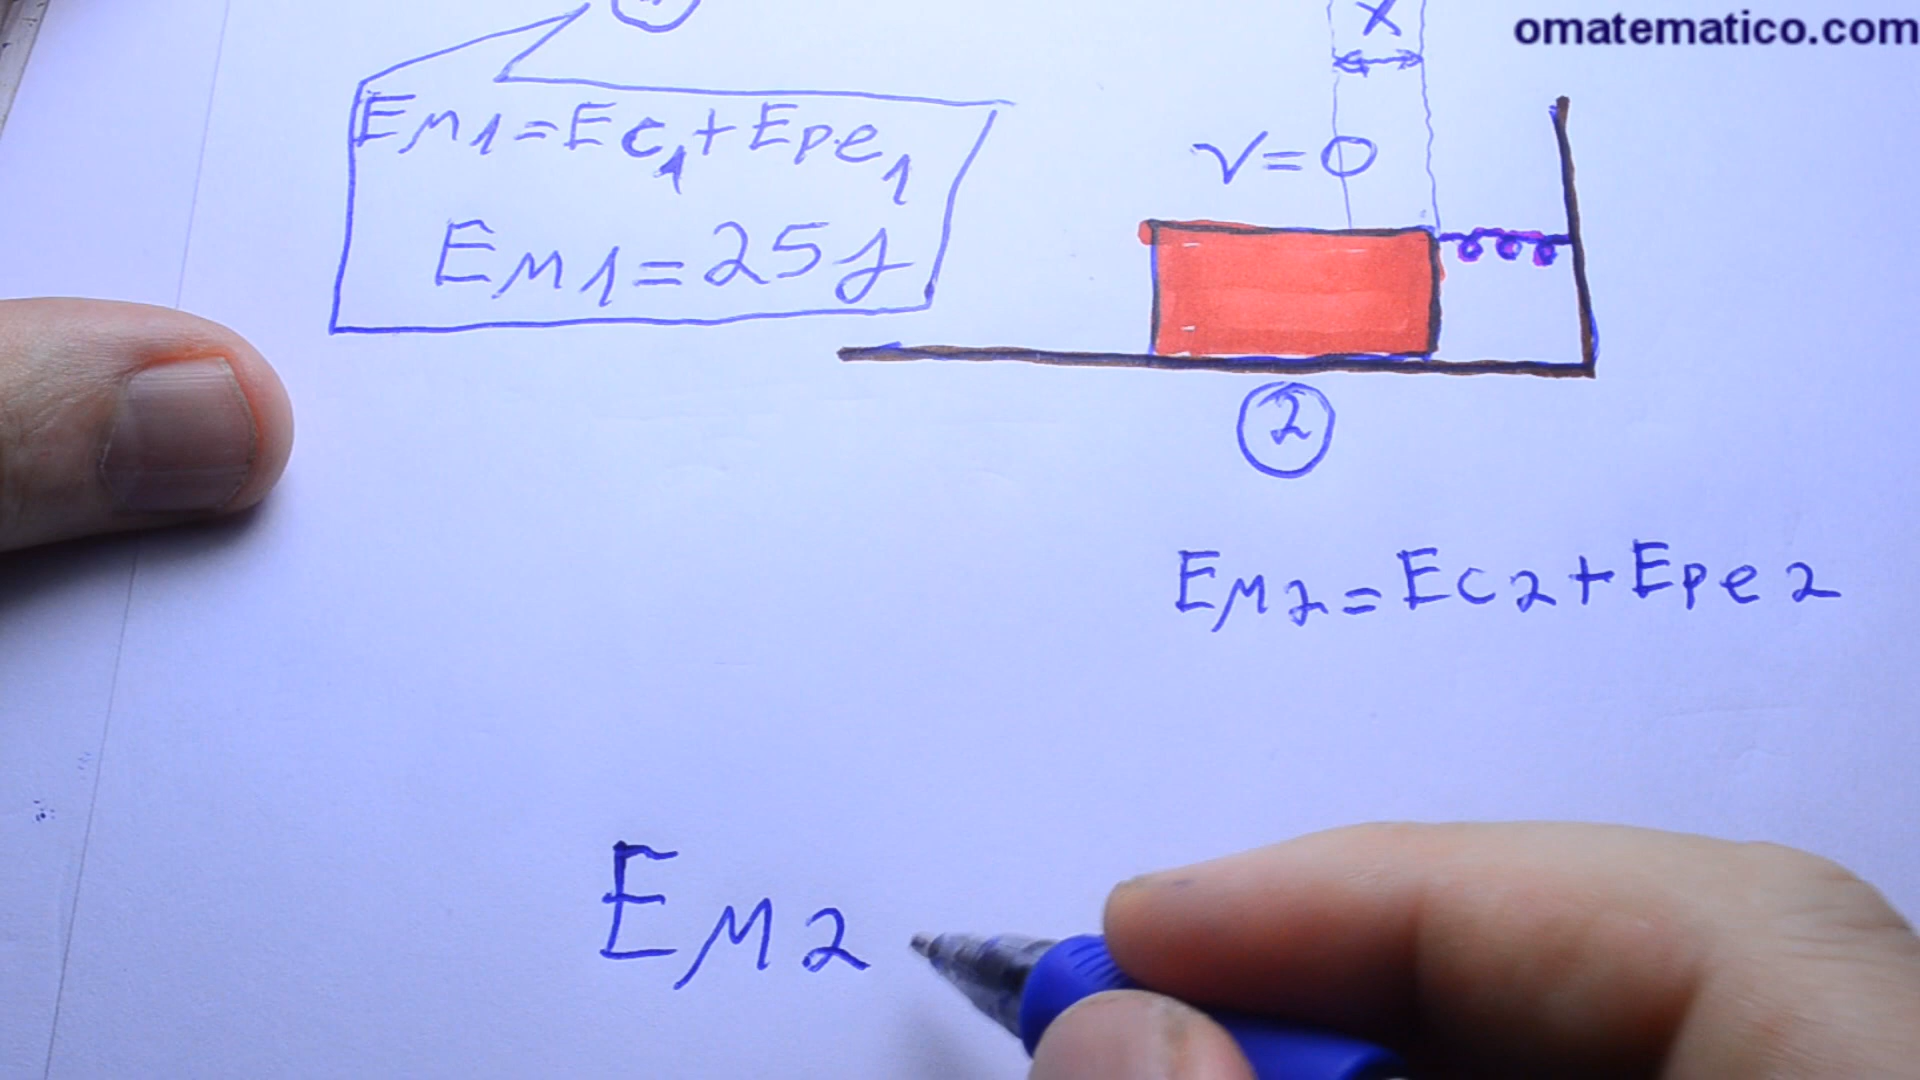 omatematico.com
X
EM1=Ec1+Epe1
v=0
EM1=25J
2
EM2=Ec2+Epe2
EM2